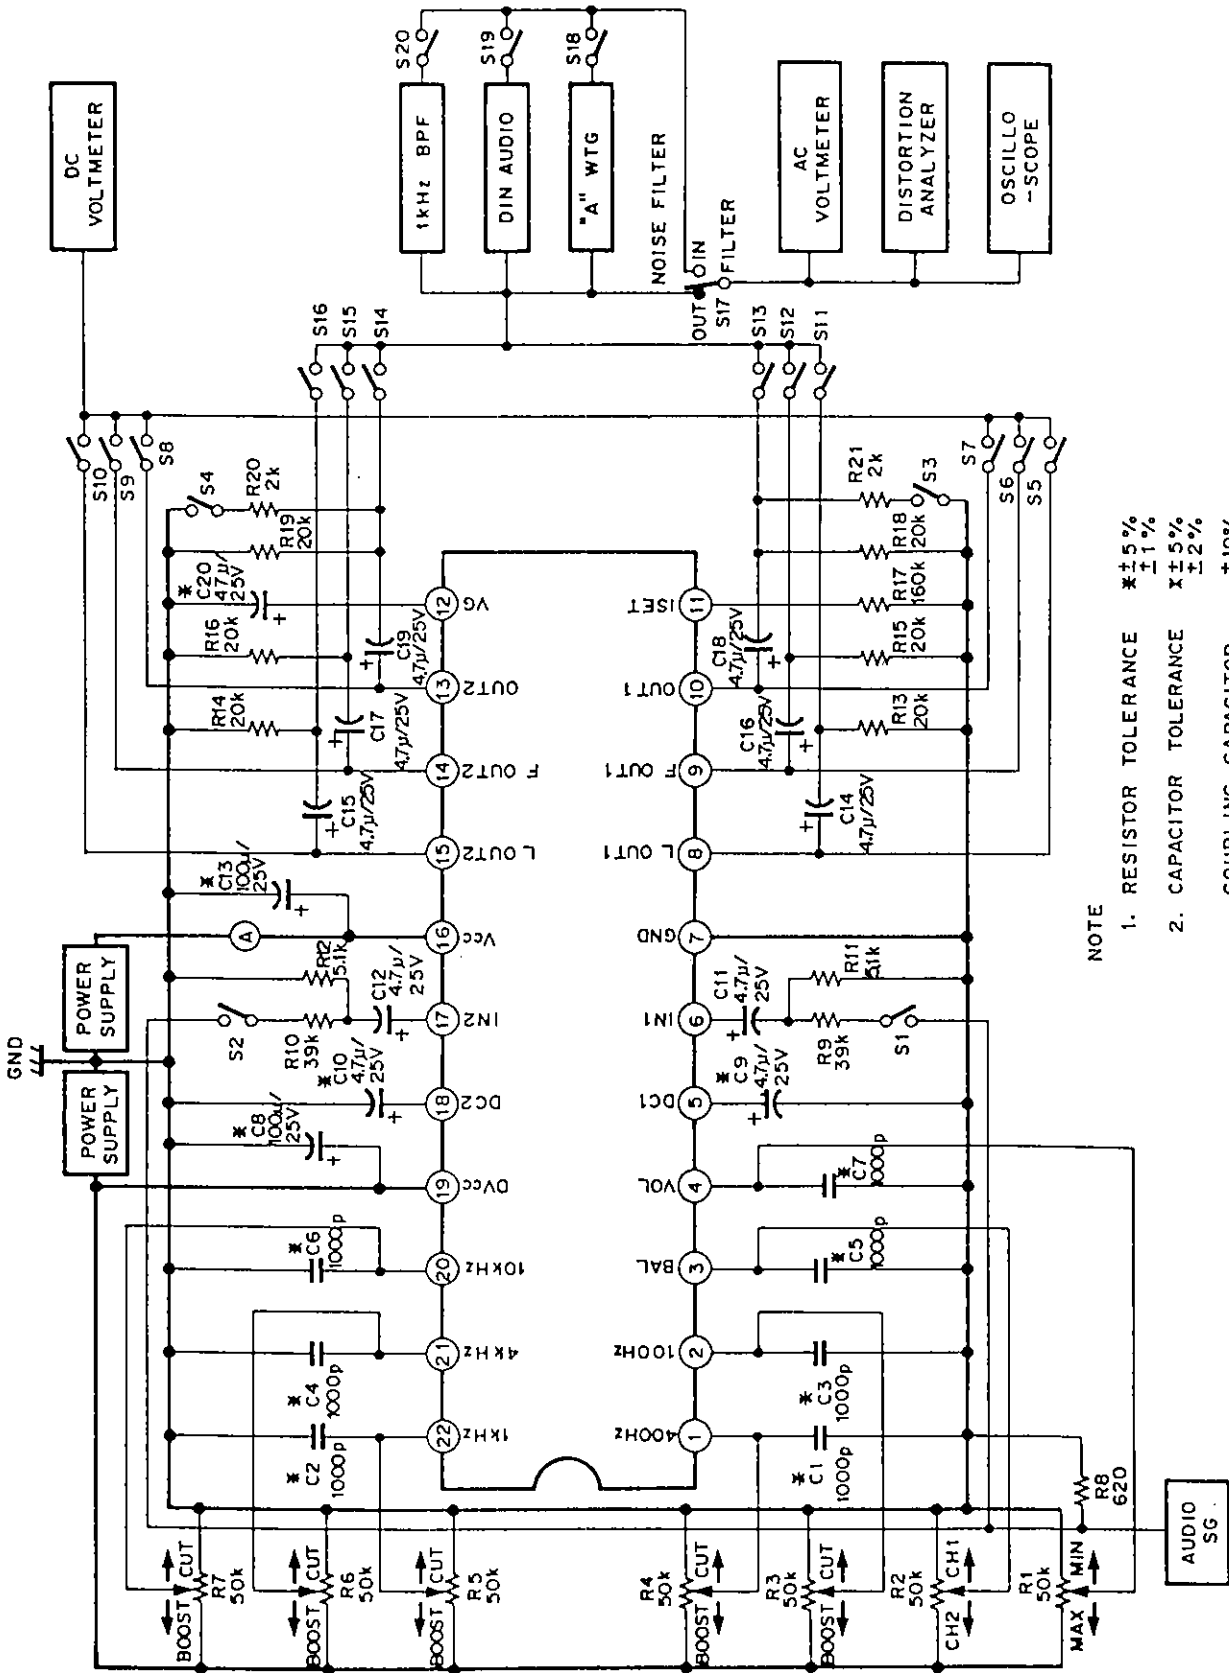 GND
POWER
SUPPLY
POWER
SUPPLY
DC
VOLTMETER
S20
S19
S18
1kHz BPF
DIN AUDIO
"A" WTG
NOISE FILTER
OUT
IN
S17
FILTER
AC
VOLTMETER
DISTORTION
ANALYZER
OSCILLO
-SCOPE
S16
S15
S14
S13
S12
S11
S10
S9
S8
S7
S6
S5
S4
R20
2k
R19
20k
* C20
47μ/
25V
R16
20k
R14
20k
C19
4.7μ/25V
C17
4.7μ/25V
C15
4.7μ/25V
* C13
100μ/
25V
A
R12
5.1k
C12
4.7μ/
25V
S2
R10
39k
* C10
4.7μ/
25V
* C8
100μ/
25V
* C6
1000p
* C4
1000p
* C2
1000p
22 1kHz
21 4kHz
20 10kHz
19 DVcc
18 DC2
17 IN2
16 Vcc
15 L OUT2
14 F OUT2
13 OUT2
12 VG
1 400Hz
2 100Hz
3 BAL
4 VOL
5 DC1
6 IN1
7 GND
8 L OUT1
9 F OUT1
10 OUT1
11 ISET
* C1
1000p
* C3
1000p
* C5
1000p
* C7
1000p
* C9
4.7μ/
25V
C11
4.7μ/
25V
R9
39k
S1
R11
5.1k
C14
4.7μ/25V
C16
4.7μ/25V
C18
4.7μ/25V
R13
20k
R15
20k
R17
160k
R18
20k
R21
2k
S3
BOOST CUT
R7
50k
BOOST CUT
R6
50k
BOOST CUT
R5
50k
BOOST CUT
R4
50k
BOOST CUT
R3
50k
CH2 CH1
R2
50k
MAX MIN
R1
50k
R8
620
AUDIO
SG
NOTE
1. RESISTOR TOLERANCE *±5%
±1%
2. CAPACITOR TOLERANCE *±5%
±2%
COUPLING CAPACITOR ±10%